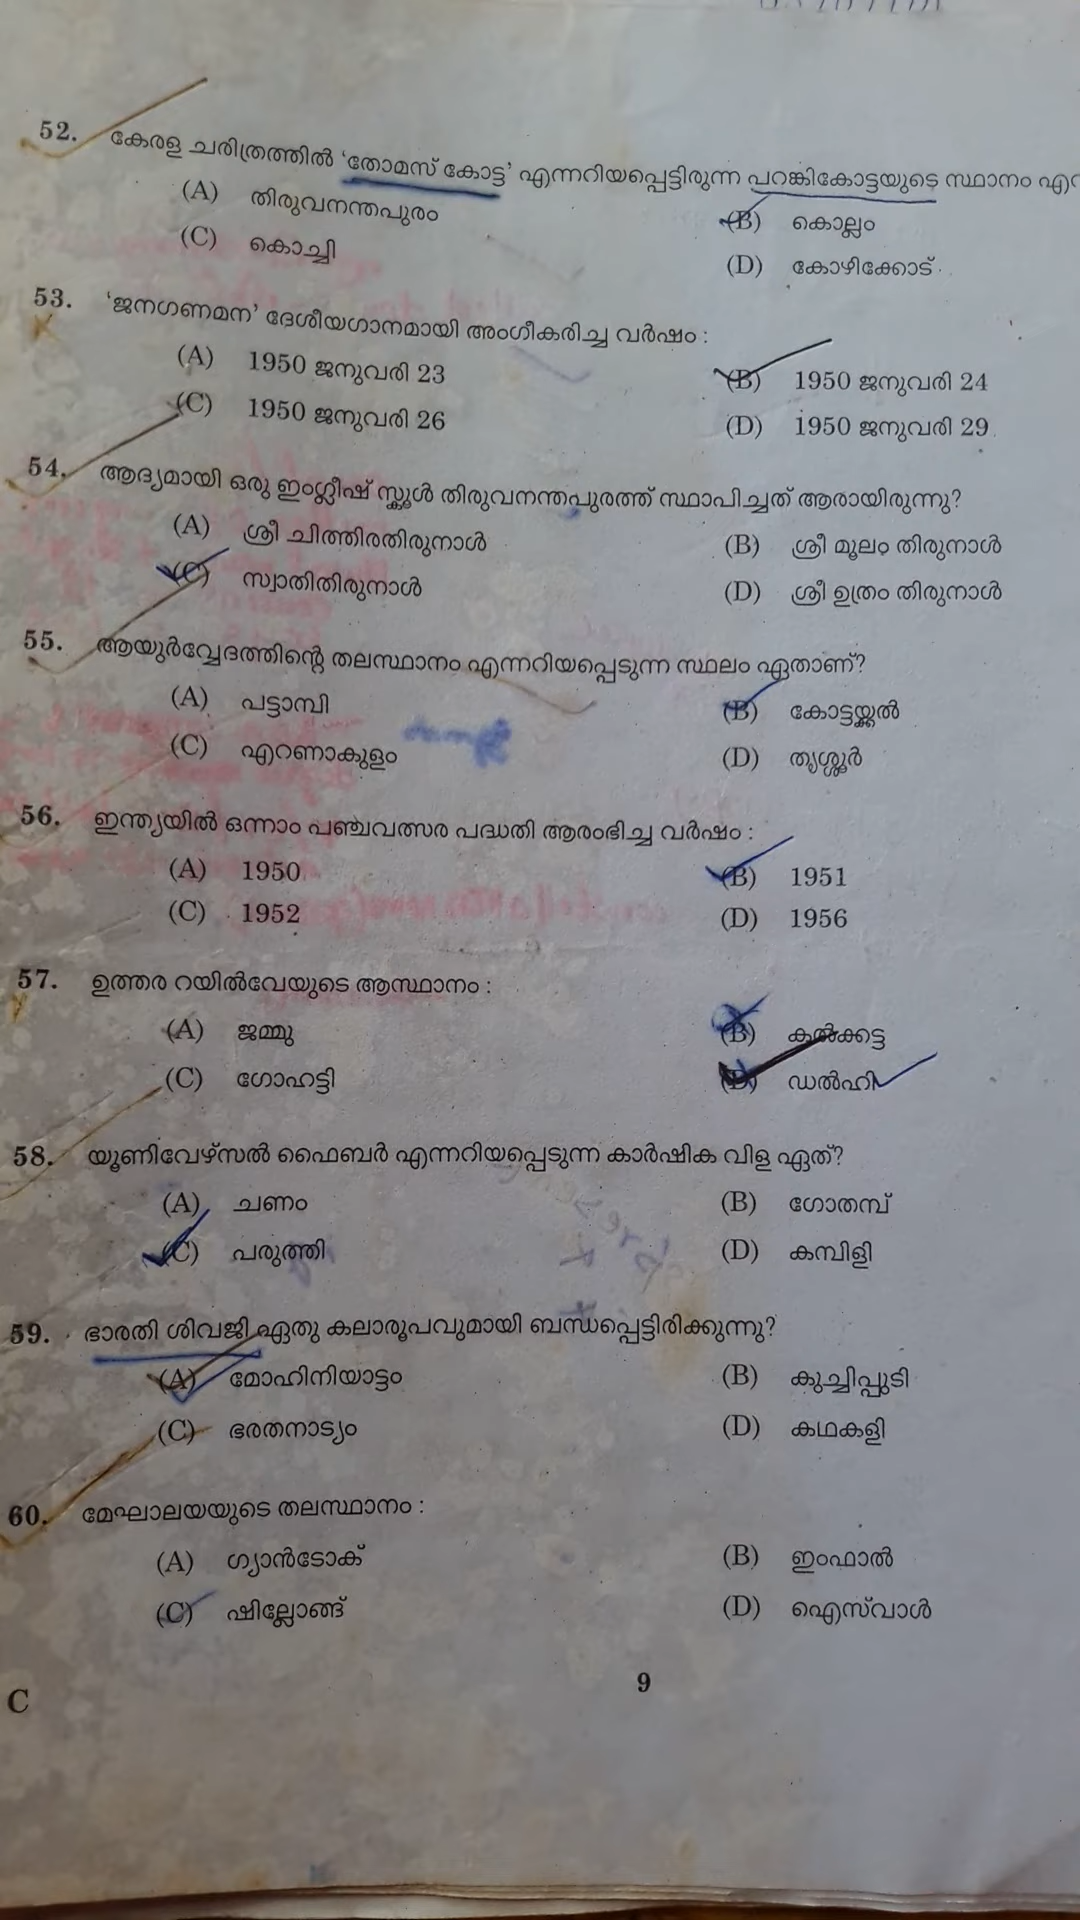 52. കേരള ചരിത്രത്തിൽ ‘തോമസ് കോട്ട’ എന്നറിയപ്പെട്ടിരുന്ന പറങ്കികോട്ടയുടെ സ്ഥാനം
(A) തിരുവനന്തപുരം (B) കൊല്ലം
(C) കൊച്ചി (D) കോഴിക്കോട്
53. ‘ജനഗണമന’ ദേശീയഗാനമായി അംഗീകരിച്ച വർഷം :
(A) 1950 ജനുവരി 23 (B) 1950 ജനുവരി 24
(C) 1950 ജനുവരി 26 (D) 1950 ജനുവരി 29
54. ആദ്യമായി ഒരു ഇംഗ്ലീഷ് സ്കൂൾ തിരുവനന്തപുരത്ത് സ്ഥാപിച്ചത് ആരായിരുന്നു?
(A) ശ്രീ ചിത്തിരതിരുനാൾ (B) ശ്രീ മൂലം തിരുനാൾ
(C) സ്വാതിതിരുനാൾ (D) ശ്രീ ഉത്രം തിരുനാൾ
55. ആയുർവ്വേദത്തിന്റെ തലസ്ഥാനം എന്നറിയപ്പെടുന്ന സ്ഥലം ഏതാണ്?
(A) പട്ടാമ്പി (B) കോട്ടയ്ക്കൽ
(C) എറണാകുളം (D) തൃശ്ശൂർ
56. ഇന്ത്യയിൽ ഒന്നാം പഞ്ചവത്സര പദ്ധതി ആരംഭിച്ച വർഷം :
(A) 1950 (B) 1951
(C) 1952 (D) 1956
57. ഉത്തര റയിൽവേയുടെ ആസ്ഥാനം :
(A) ജമ്മു (B) കൽക്കട്ട
(C) ഗോഹട്ടി (D) ഡൽഹി
58. യൂണിവേഴ്സൽ ഫൈബർ എന്നറിയപ്പെടുന്ന കാർഷിക വിള ഏത്?
(A) ചണം (B) ഗോതമ്പ്
(C) പരുത്തി (D) കമ്പിളി
59. ഭാരതി ശിവജി ഏതു കലാരൂപവുമായി ബന്ധപ്പെട്ടിരിക്കുന്നു?
(A) മോഹിനിയാട്ടം (B) കുച്ചിപ്പുടി
(C) ഭരതനാട്യം (D) കഥകളി
60. മേഘാലയയുടെ തലസ്ഥാനം :
(A) ഗ്യാൻടോക് (B) ഇംഫാൽ
(C) ഷില്ലോങ്ങ് (D) ഐസ്‌വാൾ
C 9